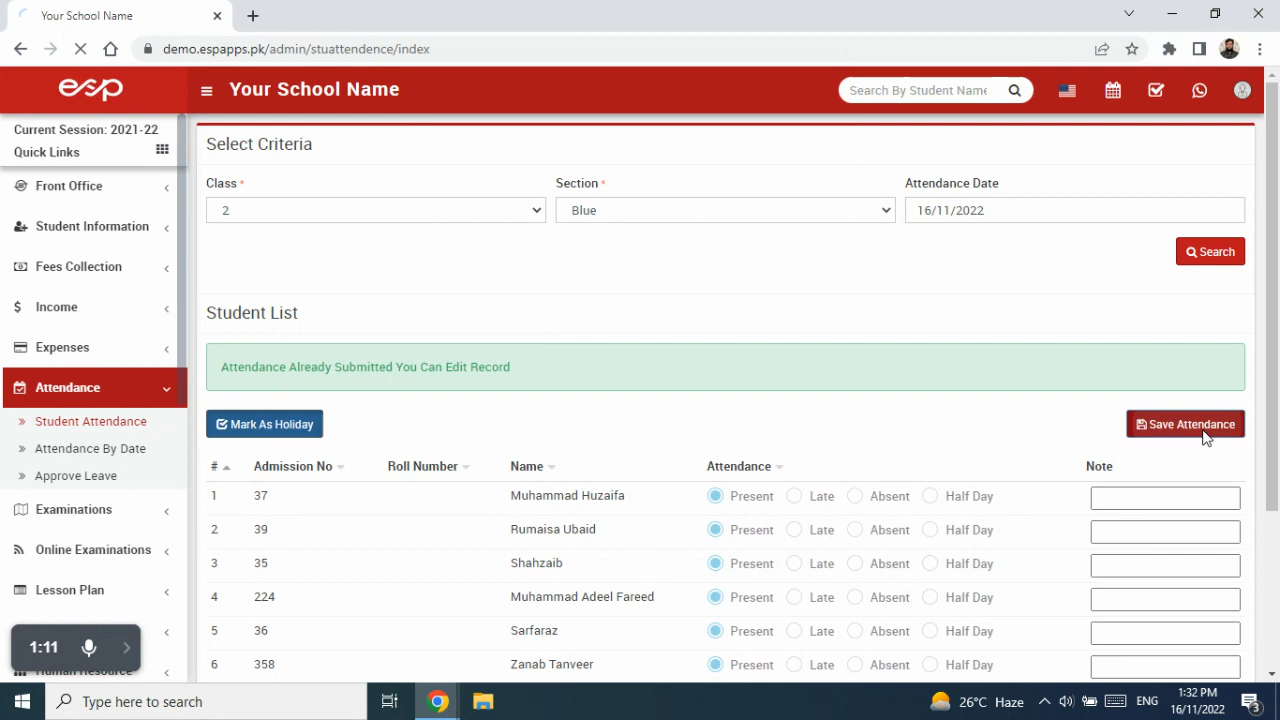 Your School Name
demo.espapps.pk/admin/stuattendence/index
esp
Your School Name
Search By Student Name
Current Session: 2021-22
Quick Links
Front Office
Student Information
Fees Collection
Income
Expenses
Attendance
Student Attendance
Attendance By Date
Approve Leave
Examinations
Online Examinations
Lesson Plan
Human Resource
1:11
Select Criteria
Class * Section * Attendance Date
2 Blue 16/11/2022
Search
Student List
Attendance Already Submitted You Can Edit Record
Mark As Holiday Save Attendance
# Admission No Roll Number Name Attendance Note
1 37 Muhammad Huzaifa Present Late Absent Half Day
2 39 Rumaisa Ubaid Present Late Absent Half Day
3 35 Shahzaib Present Late Absent Half Day
4 224 Muhammad Adeel Fareed Present Late Absent Half Day
5 36 Sarfaraz Present Late Absent Half Day
6 358 Zanab Tanveer Present Late Absent Half Day
Type here to search
26°C Haze
ENG
1:32 PM
16/11/2022
3